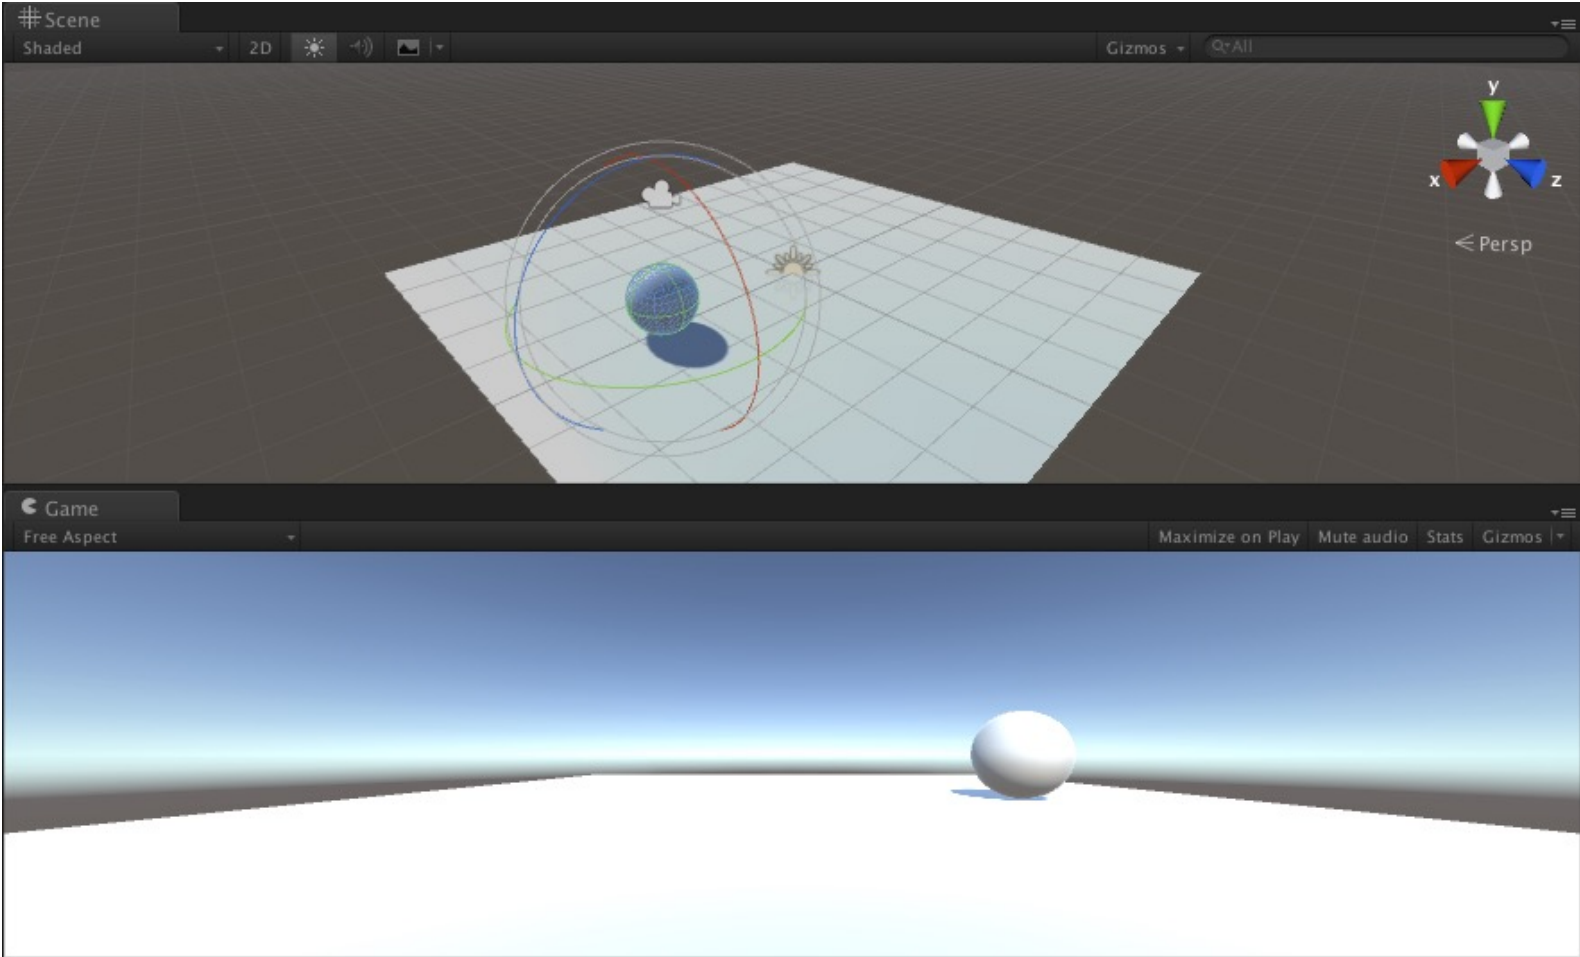 Scene
Shaded 2D Gizmos All
y
x z
Persp
Game
Free Aspect Maximize on Play Mute audio Stats Gizmos